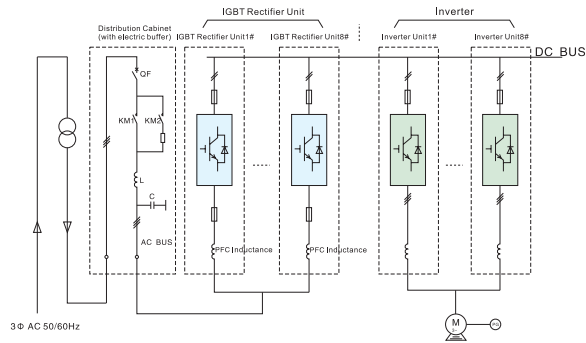 IGBT Rectifier Unit
Inverter
Distribution Cabinet
(with electric buffer)
IGBT Rectifier Unit1#
IGBT Rectifier Unit8#
Inverter Unit1#
Inverter Unit8#
DC BUS
QF
KM1
KM2
L
C
AC BUS
PFC Inductance
PFC Inductance
3Φ AC 50/60Hz
M
3~
PG